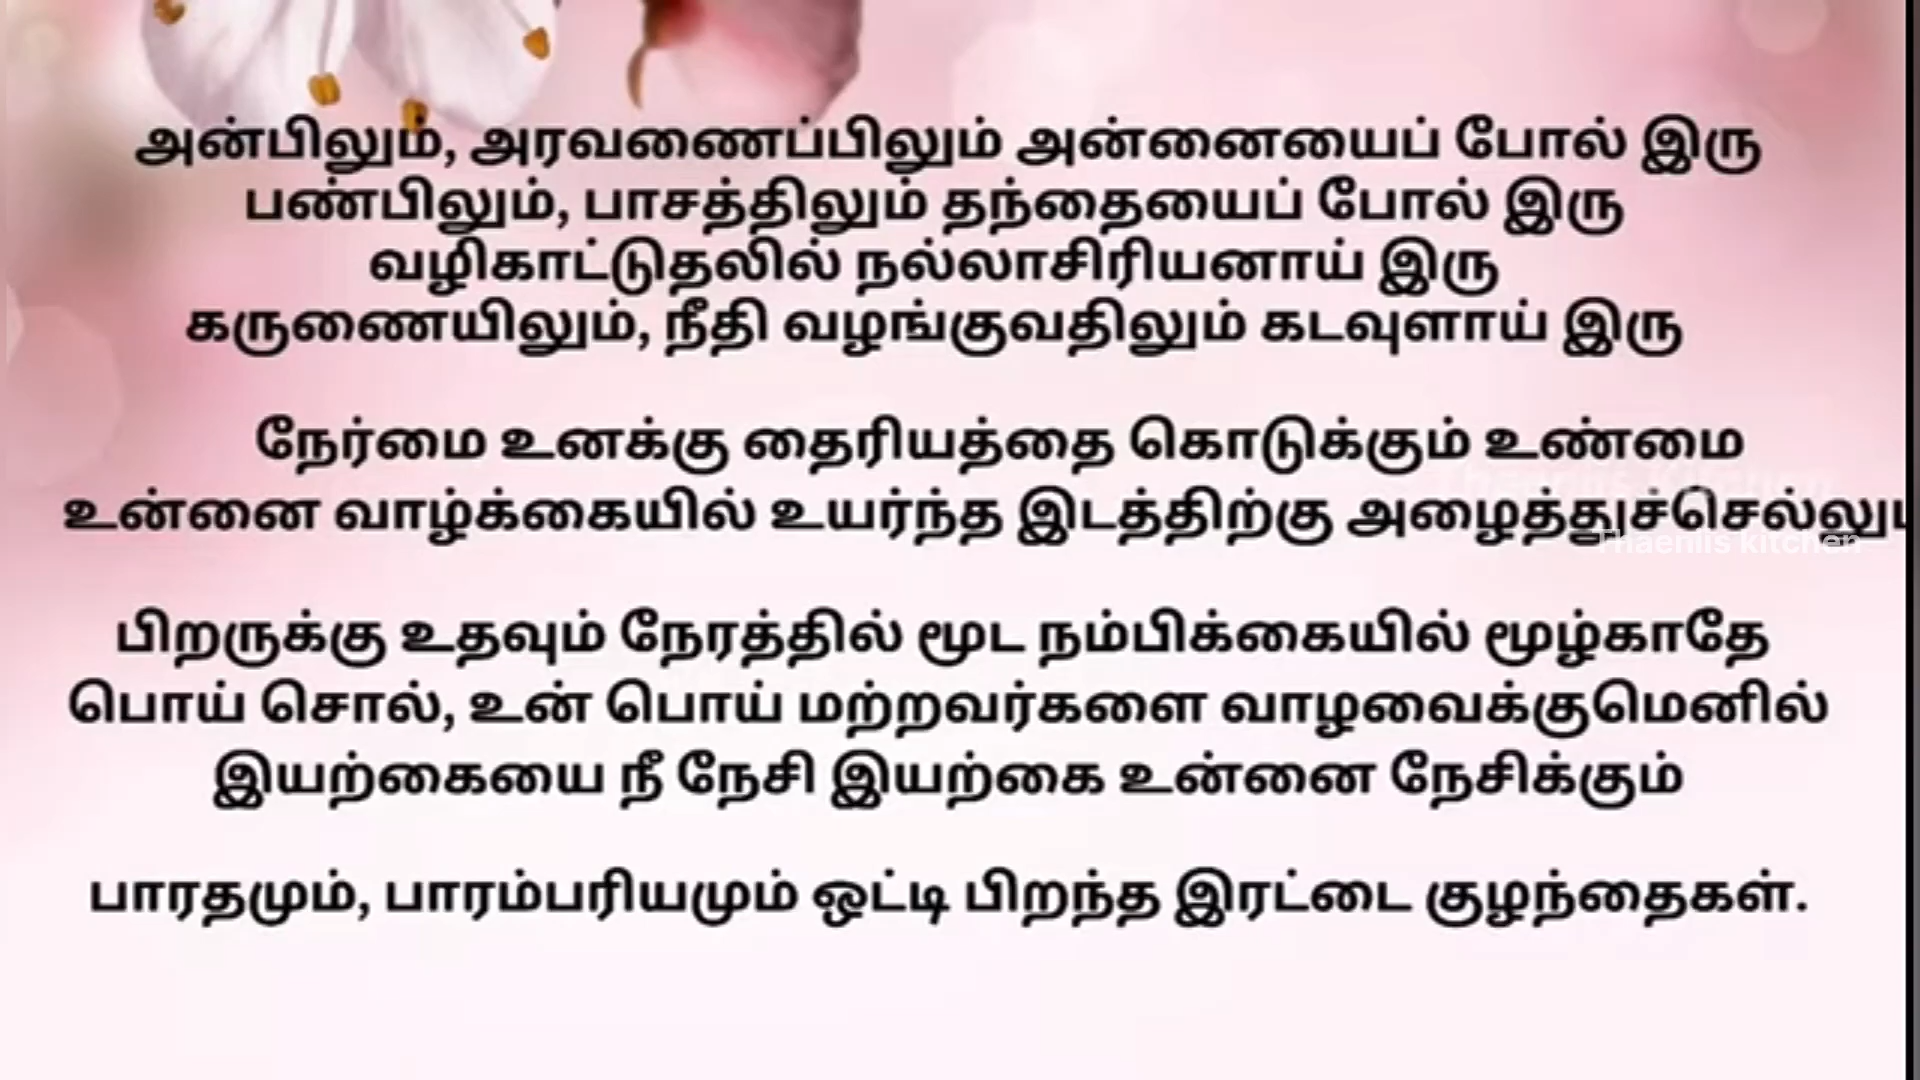 அன்பிலும், அரவணைப்பிலும் அன்னையைப் போல் இரு
பண்பிலும், பாசத்திலும் தந்தையைப் போல் இரு
வழிகாட்டுதலில் நல்லாசிரியனாய் இரு
கருணையிலும், நீதி வழங்குவதிலும் கடவுளாய் இரு
நேர்மை உனக்கு தைரியத்தை கொடுக்கும் உண்மை
உன்னை வாழ்க்கையில் உயர்ந்த இடத்திற்கு
Thaenlis kitchen
பிறருக்கு உதவும் நேரத்தில் மூட நம்பிக்கையில் மூழ்காதே
பொய் சொல், உன் பொய் மற்றவர்களை வாழவைக்குமெனில்
இயற்கையை நீ நேசி இயற்கை உன்னை நேசிக்கும்
பாரதமும், பாரம்பரியமும் ஒட்டி பிறந்த இரட்டை குழந்தைகள்.